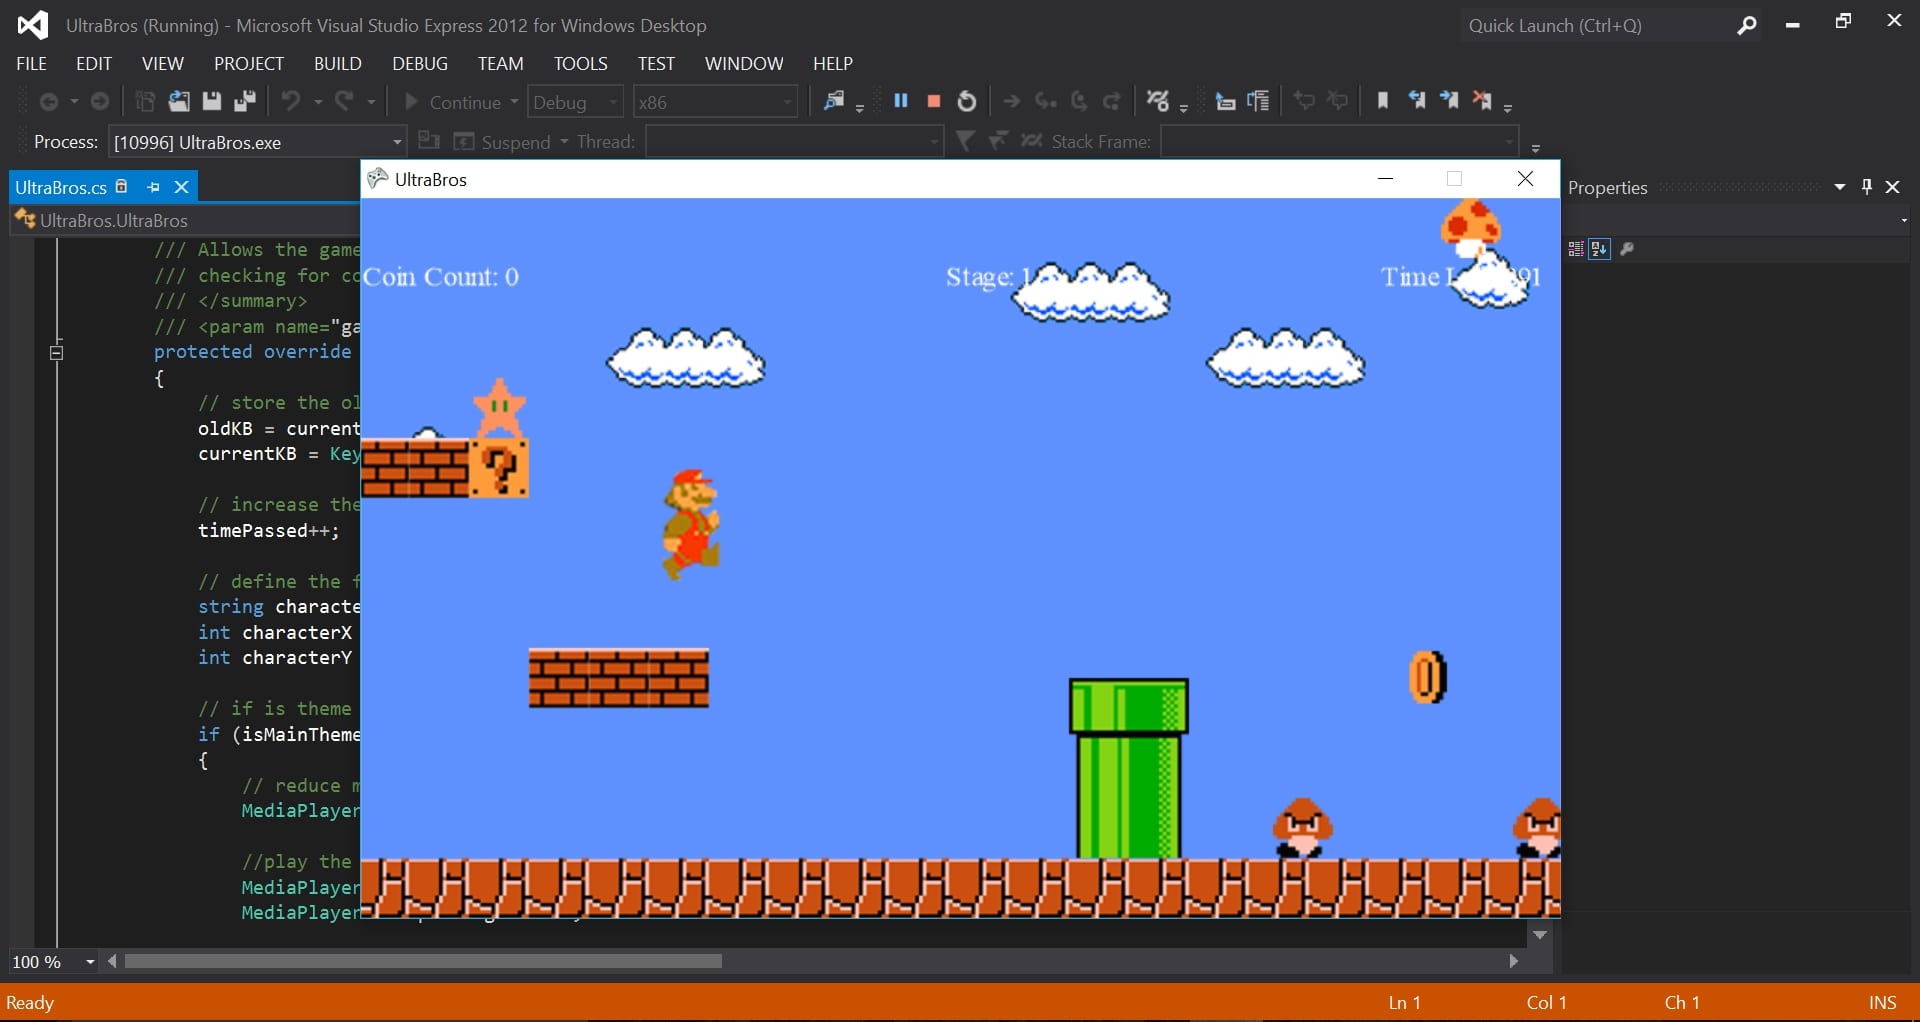 UltraBros (Running) - Microsoft Visual Studio Express 2012 for Windows Desktop
Quick Launch (Ctrl+Q)
FILE EDIT VIEW PROJECT BUILD DEBUG TEAM TOOLS TEST WINDOW HELP
Continue Debug x86
Process: [10996] UltraBros.exe Suspend Thread: Stack Frame:
UltraBros.cs
UltraBros
Properties
UltraBros.UltraBros
/// Allows the game
/// checking for co
/// </summary>
/// <param name="ga
protected override
{
// store the ol
oldKB = current
currentKB = Key
// increase the
timePassed++;
// define the f
string characte
int characterX
int characterY
// if is theme
if (isMainTheme
{
// reduce m
MediaPlayer
//play the
MediaPlayer
MediaPlayer
Coin Count: 0
Stage: 1
Time L 91
?
100 %
Ready Ln 1 Col 1 Ch 1 INS